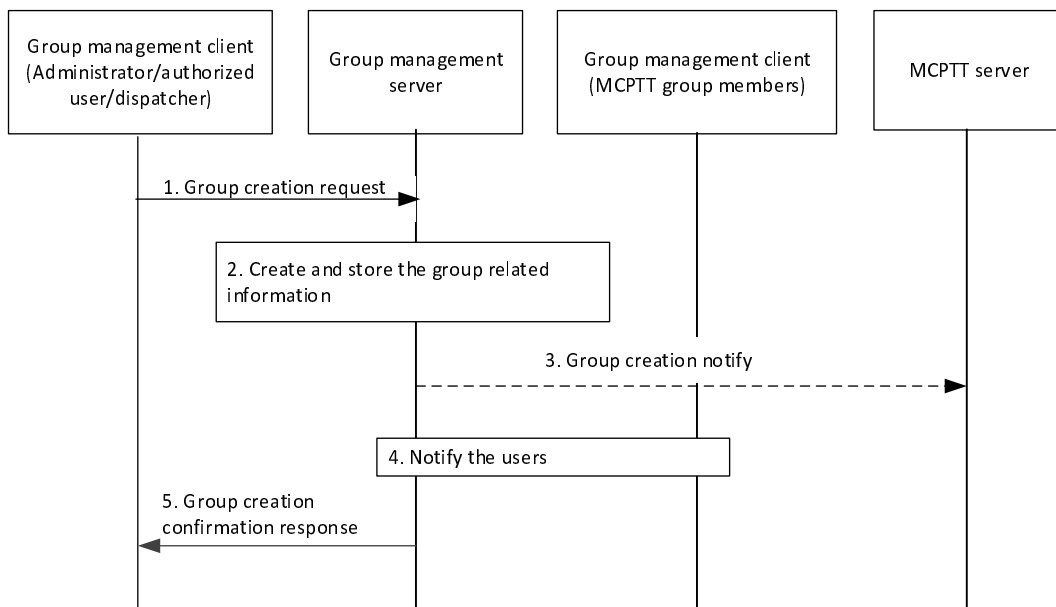 Group management client
(Administrator/authorized
user/dispatcher)
Group management
server
Group management client
(MCPTT group members)
MCPTT server
1. Group creation request
2. Create and store the group related
information
3. Group creation notify
4. Notify the users
5. Group creation
confirmation response